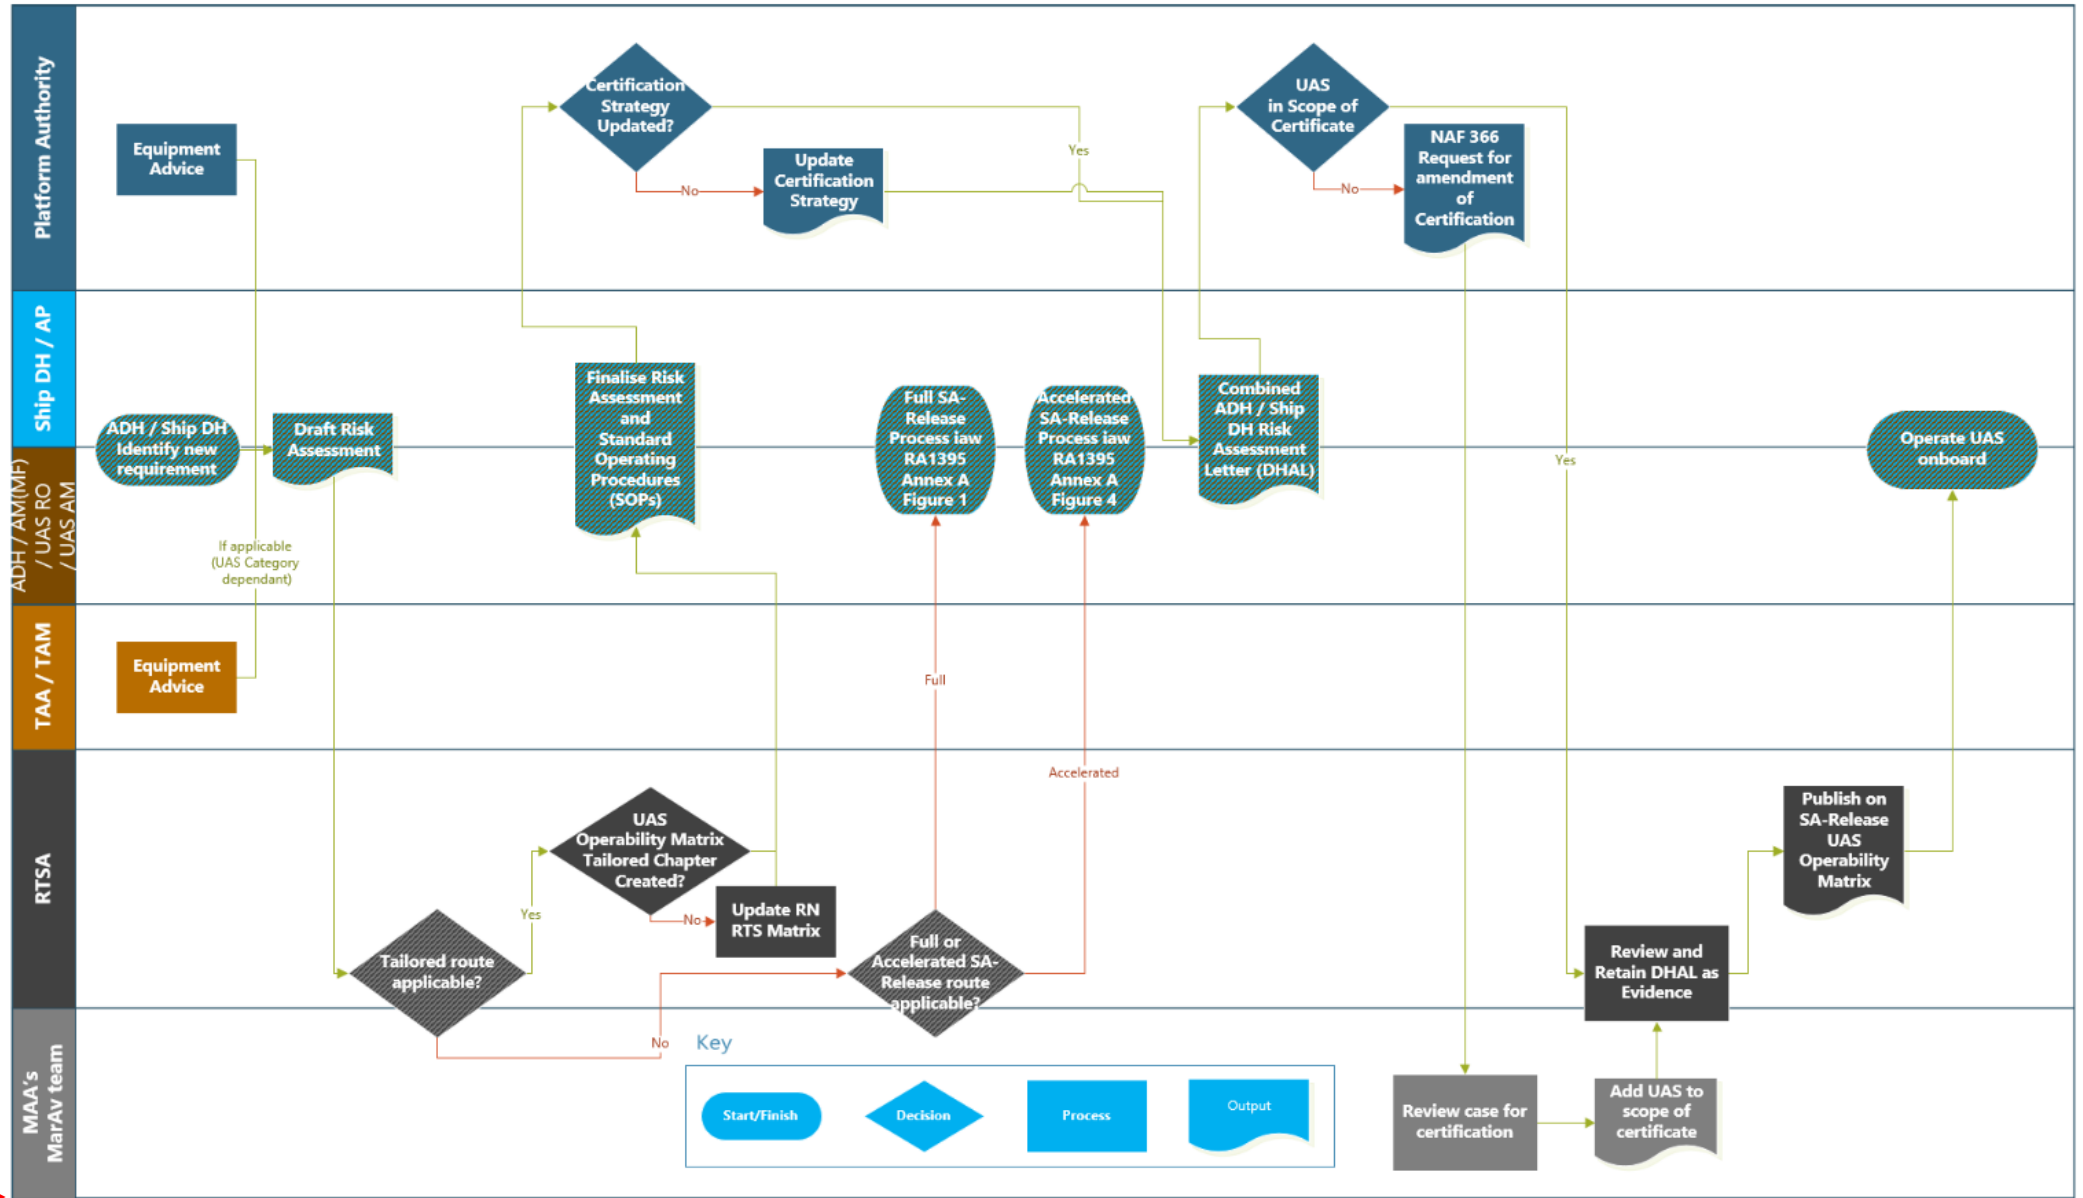 Platform Authority
Equipment
Advice
Certification
Strategy
Updated?
No
Update
Certification
Strategy
Yes
UAS
in Scope of
Certificate
No
NAF 366
Request for
amendment
of
Certification
Ship DH / AP
ADH / AM(MF)
/ UAS RO
/ UAS AM
ADH / Ship DH
Identify new
requirement
Draft Risk
Assessment
If applicable
(UAS Category
dependant)
Finalise Risk
Assessment
and
Standard
Operating
Procedures
(SOPs)
Full SA-
Release
Process iaw
RA1395
Annex A
Figure 1
Accelerated
SA-Release
Process iaw
RA1395
Annex A
Figure 4
Combined
ADH / Ship
DH Risk
Assessment
Letter (DHAL)
Yes
Operate UAS
onboard
TAA / TAM
Equipment
Advice
Full
Accelerated
RTSA
Tailored route
applicable?
Yes
UAS
Operability Matrix
Tailored Chapter
Created?
No
Update RN
RTS Matrix
Full or
Accelerated SA-
Release route
applicable?
No
Review and
Retain DHAL as
Evidence
Publish on
SA-Release
UAS
Operability
Matrix
MAA's
MarAv team
Key
Start/Finish
Decision
Process
Output
Review case for
certification
Add UAS to
scope of
certificate